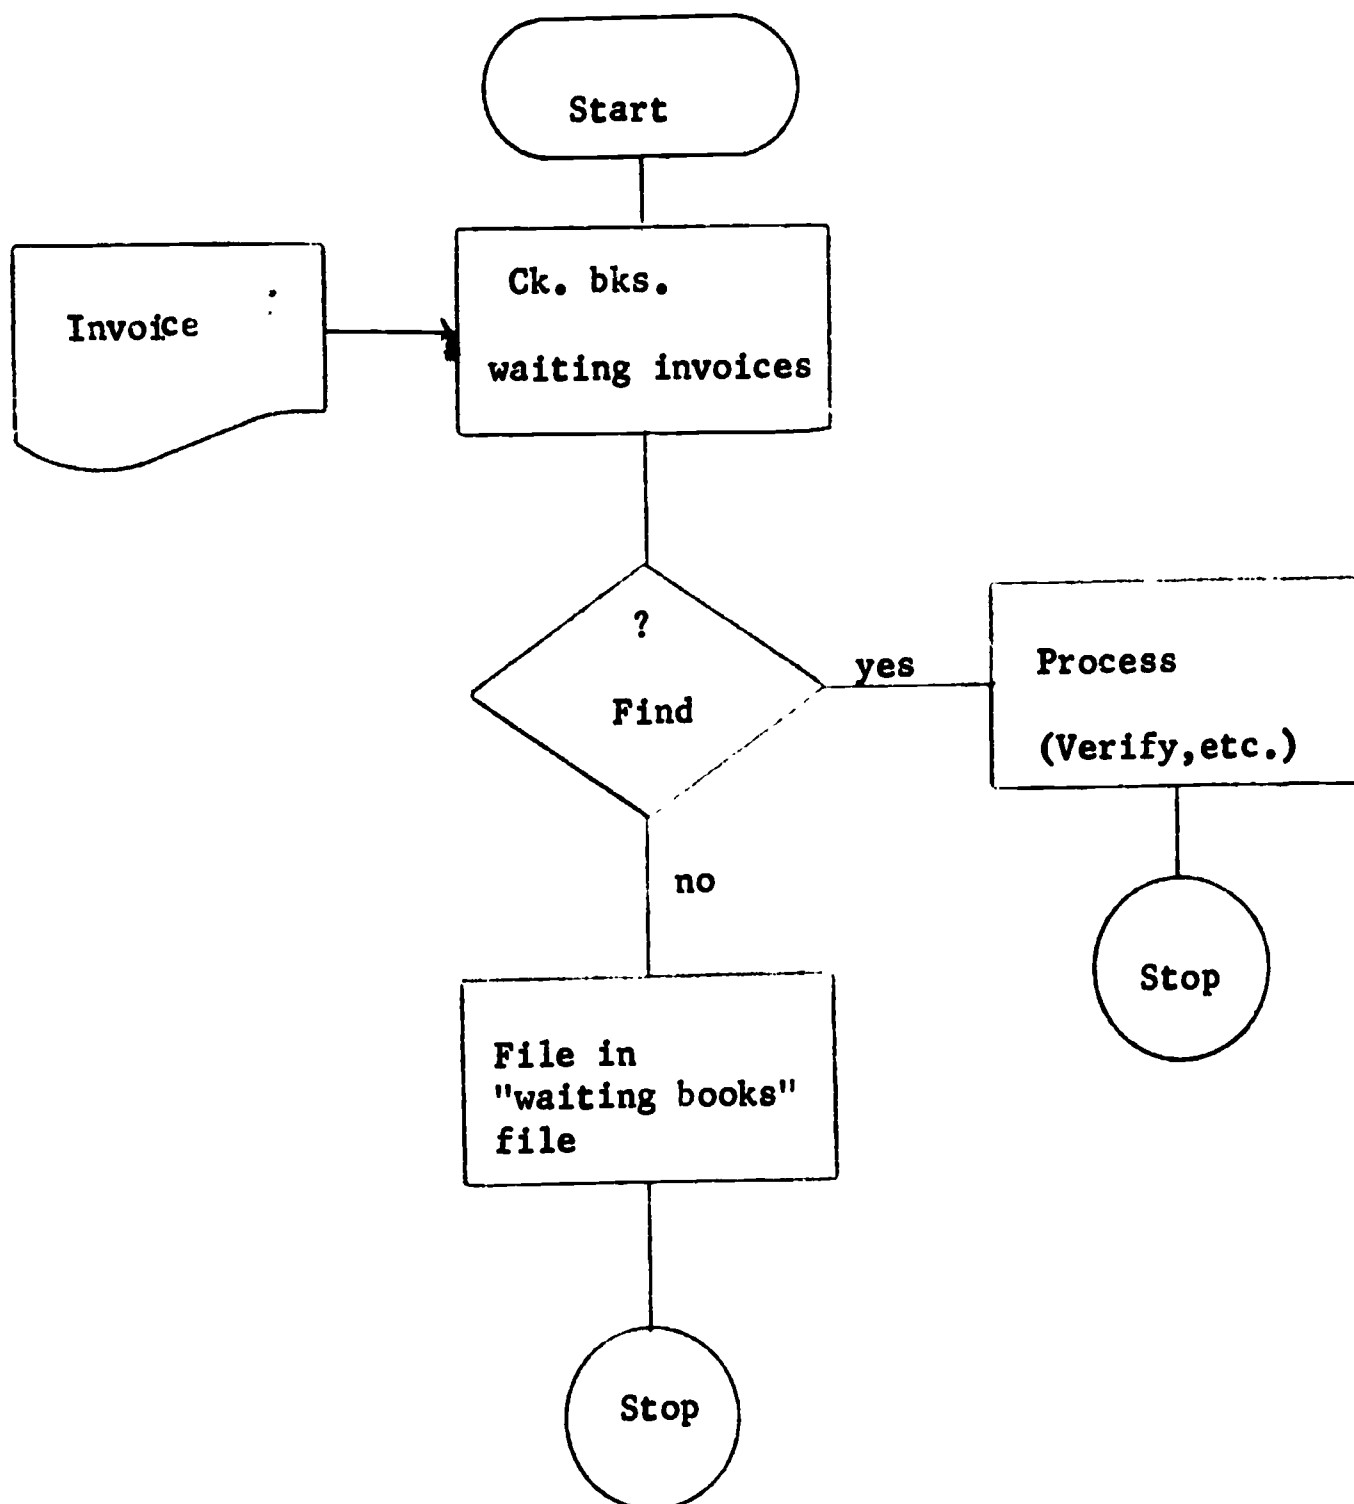 Start
Invoice
Ck. bks.
waiting invoices
?
Find
yes
Process
(Verify,etc.)
no
Stop
File in
"waiting books"
file
Stop